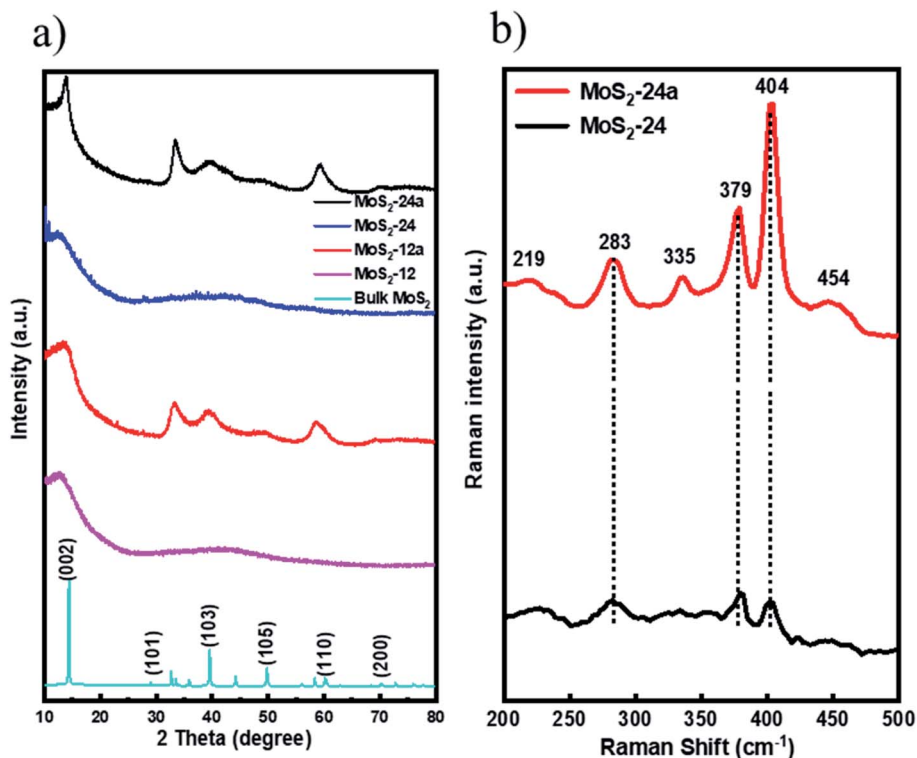 a)
MoS₂-24a
MoS₂-24
MoS₂-12a
MoS₂-12
Bulk MoS₂
(002)
(101)
(103)
(105)
(110)
(200)
Intensity (a.u.)
10 20 30 40 50 60 70 80
2 Theta (degree)
b)
MoS₂-24a
MoS₂-24
219
283
335
379
404
454
Raman intensity (a.u.)
200 250 300 350 400 450 500
Raman Shift (cm⁻¹)